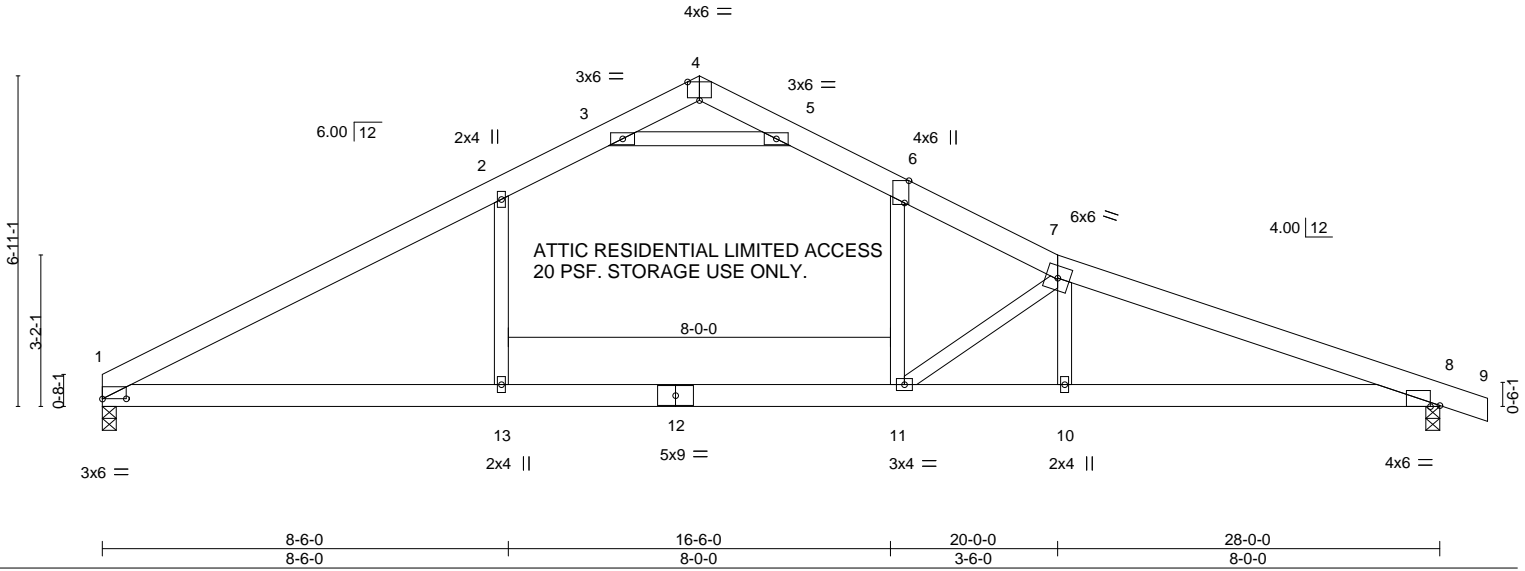 4x6 =
4
3x6 =
3x6 =
3
5
6.00 12
2x4 ||
4x6 ||
2
6
6x6 =
7
4.00 12
ATTIC RESIDENTIAL LIMITED ACCESS
20 PSF. STORAGE USE ONLY.
6-11-1
3-2-1
0-8-1
8-0-0
1
8
9
0-6-1
13
12
11
10
3x6 =
2x4 ||
5x9 =
3x4 =
2x4 ||
4x6 =
8-6-0
16-6-0
20-0-0
28-0-0
8-6-0
8-0-0
3-6-0
8-0-0